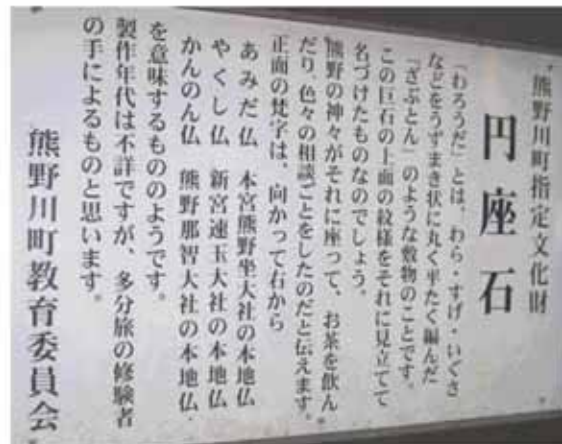 熊野川町指定文化財
円座石
「わろうだ」とは、わら・すげ・いぐさ
などをうずまき状に丸く平たく編んだ
『ざぶとん』のような敷物のことです。
この巨石の上面の紋様をそれに見立てて
名づけたものなのでしょう。
熊野の神々がそれに座って、お茶を飲ん
だり、色々の相談ごとをしたのだと伝えます。
正面の梵字は、向かって右から
あみだ仏 本宮熊野坐大社の本地仏
やくし仏 新宮速玉大社の本地仏
かんのん仏 熊野那智大社の本地仏
を意味するもののようです。
製作年代は不詳ですが、多分旅の修験者
の手によるものと思います。
熊野川町教育委員会